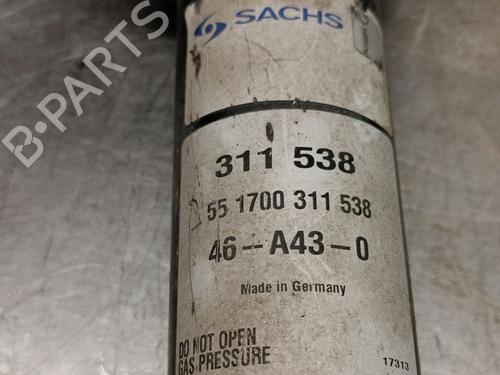 SACHS
B-PARTS
311 538
55 1700 311 538
46-A43-0
Made in Germany
DO NOT OPEN
GAS PRESSURE
17313